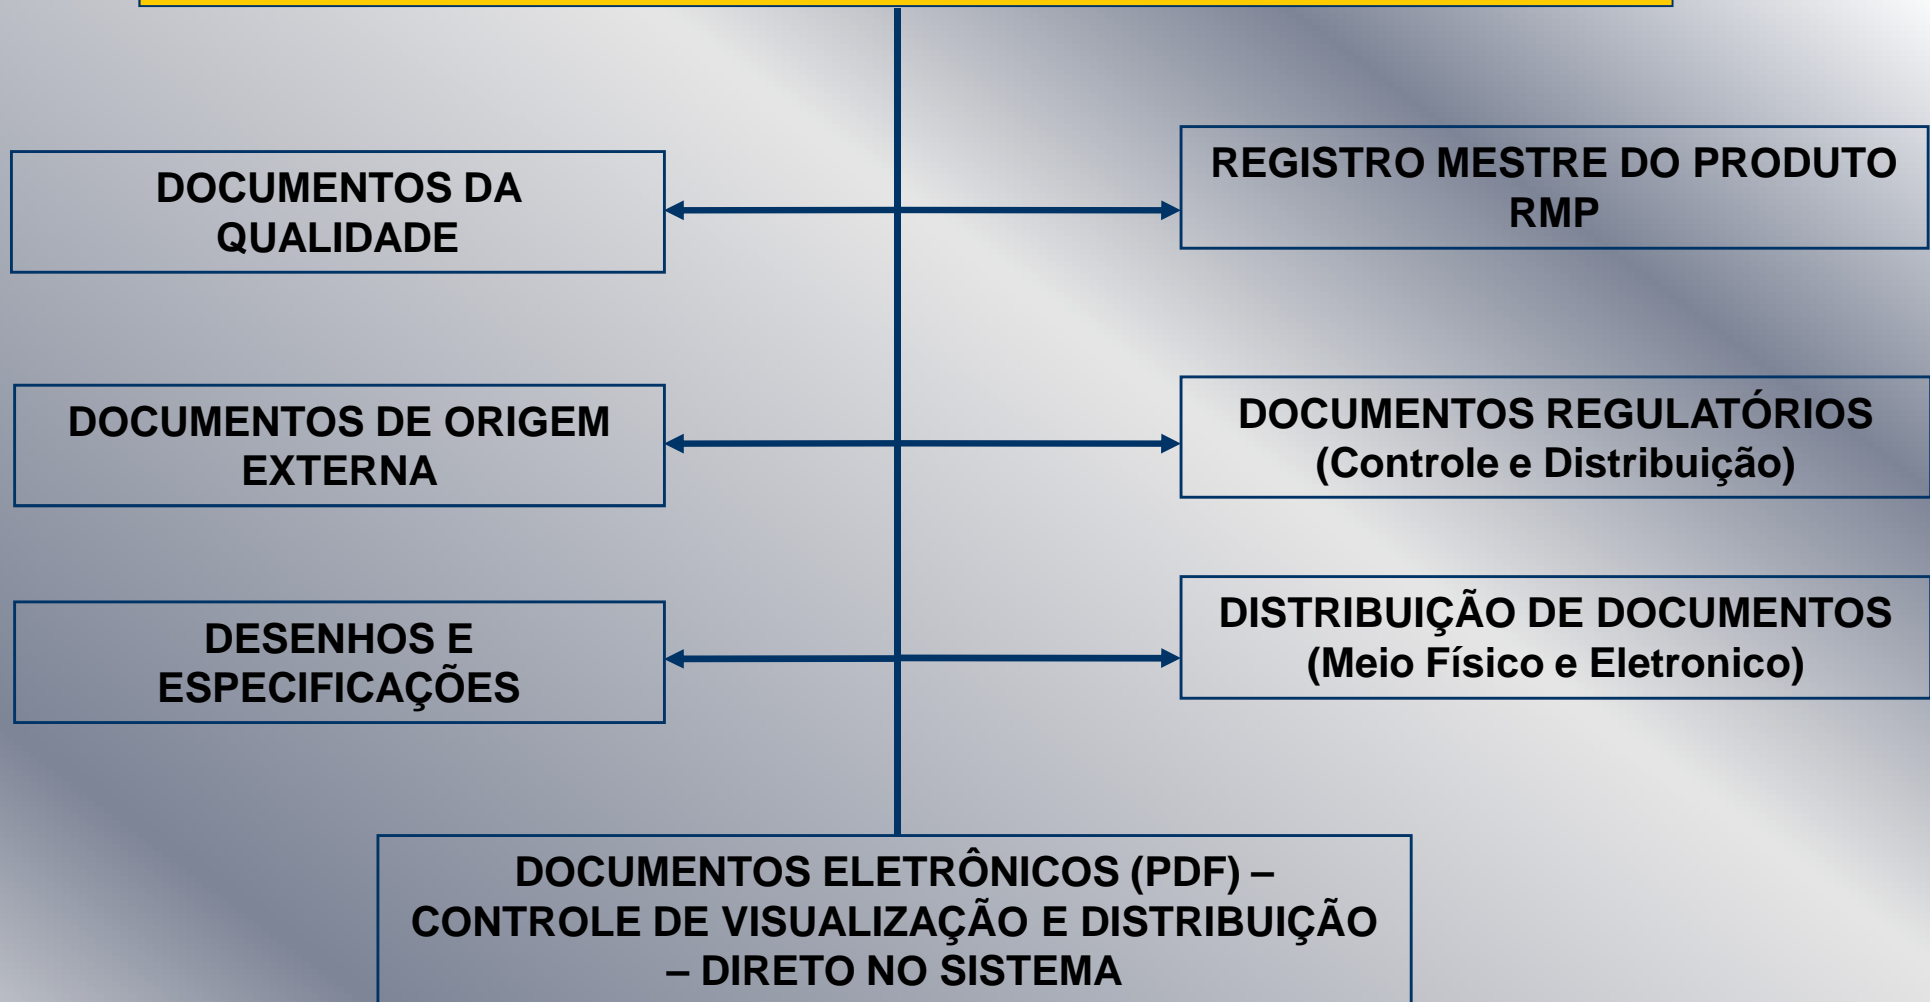 DOCUMENTOS DA
QUALIDADE
REGISTRO MESTRE DO PRODUTO
RMP
DOCUMENTOS DE ORIGEM
EXTERNA
DOCUMENTOS REGULATÓRIOS
(Controle e Distribuição)
DESENHOS E
ESPECIFICAÇÕES
DISTRIBUIÇÃO DE DOCUMENTOS
(Meio Físico e Eletronico)
DOCUMENTOS ELETRÔNICOS (PDF) –
CONTROLE DE VISUALIZAÇÃO E DISTRIBUIÇÃO
– DIRETO NO SISTEMA